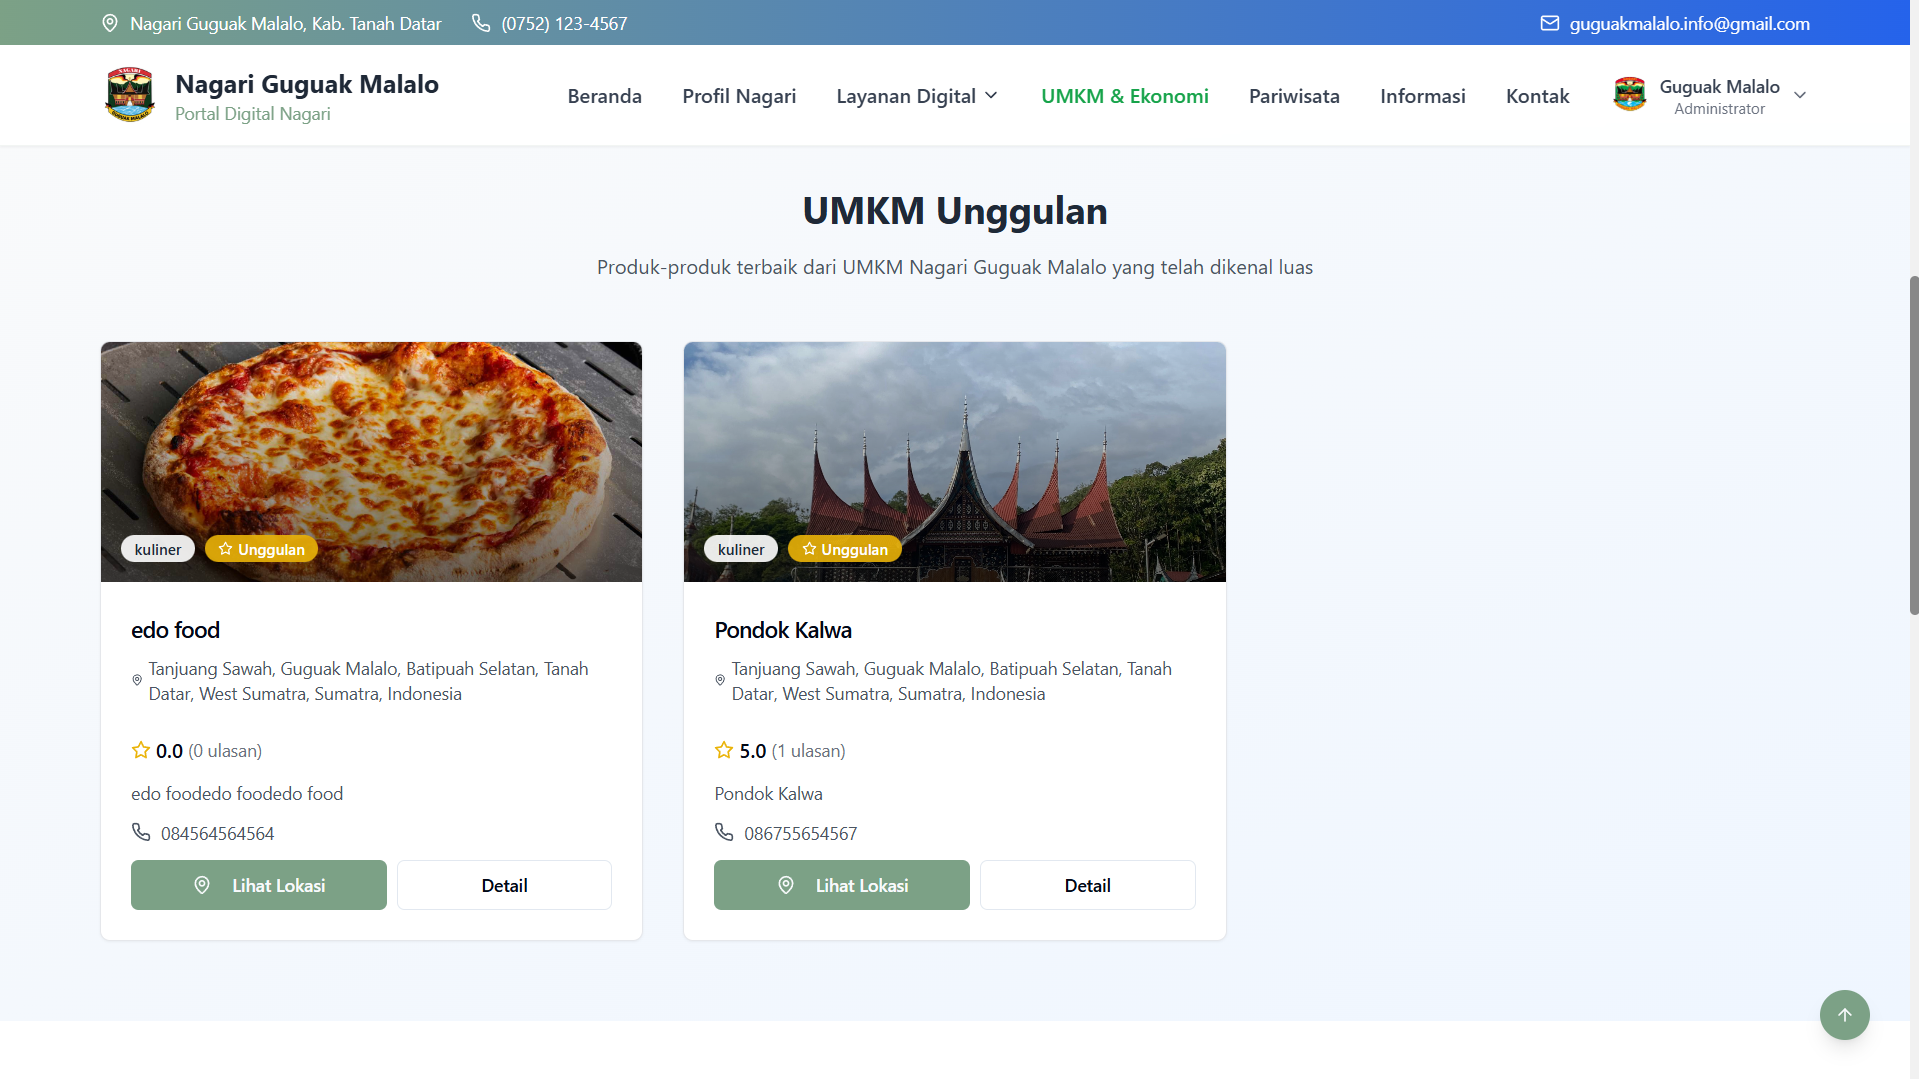 Nagari Guguak Malalo, Kab. Tanah Datar
(0752) 123-4567
guguakmalalo.info@gmail.com
NAGARI
GUGUAK MALALO
Nagari Guguak Malalo
Portal Digital Nagari
Beranda
Profil Nagari
Layanan Digital
UMKM & Ekonomi
Pariwisata
Informasi
Kontak
Guguak Malalo
Administrator
UMKM Unggulan
Produk-produk terbaik dari UMKM Nagari Guguak Malalo yang telah dikenal luas
kuliner
Unggulan
edo food
Tanjuang Sawah, Guguak Malalo, Batipuah Selatan, Tanah
Datar, West Sumatra, Sumatra, Indonesia
0.0 (0 ulasan)
edo foodedo foodedo food
084564564564
Lihat Lokasi
Detail
kuliner
Unggulan
Pondok Kalwa
Tanjuang Sawah, Guguak Malalo, Batipuah Selatan, Tanah
Datar, West Sumatra, Sumatra, Indonesia
5.0 (1 ulasan)
Pondok Kalwa
086755654567
Lihat Lokasi
Detail